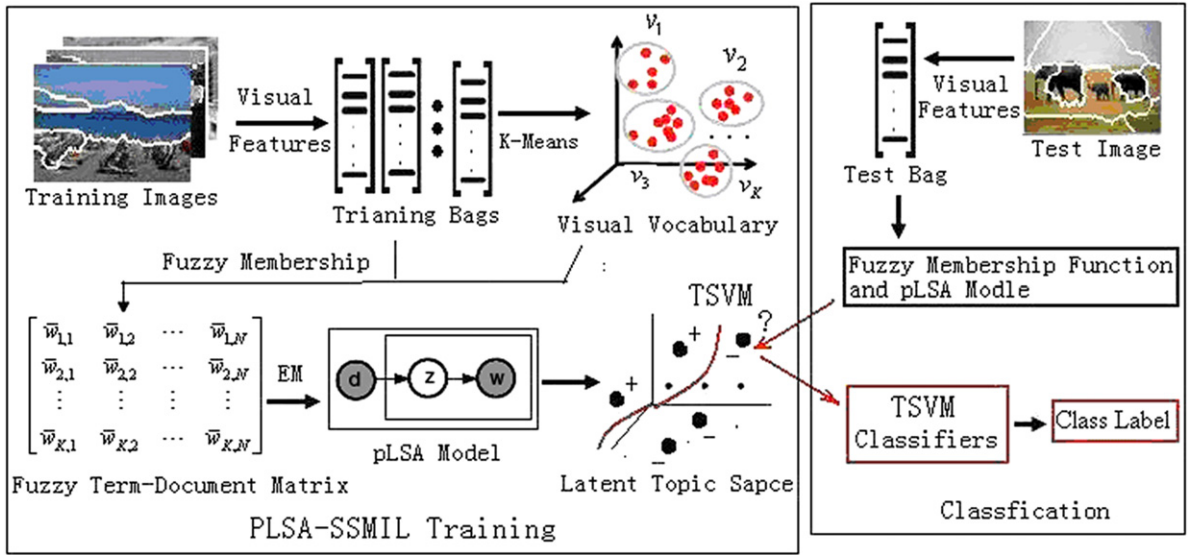 Visual
Features
Training Images
Trianing Bags
K-Means
v1
v2
v3
vK
Visual Vocabulary
Fuzzy Membership
w̅1,1 w̅1,2 ⋯ w̅1,N
w̅2,1 w̅2,2 ⋯ w̅2,N
⋮ ⋮ ⋮ ⋮
w̅K,1 w̅K,2 ⋯ w̅K,N
Fuzzy Term-Document Matrix
EM
d z w
pLSA Model
TSVM
?
+ −
+
− −
Latent Topic Sapce
PLSA-SSMIL Training
Visual
Features
Test Image
Test Bag
Fuzzy Membership Function
and pLSA Modle
TSVM
Classifiers
Class Label
Classfication